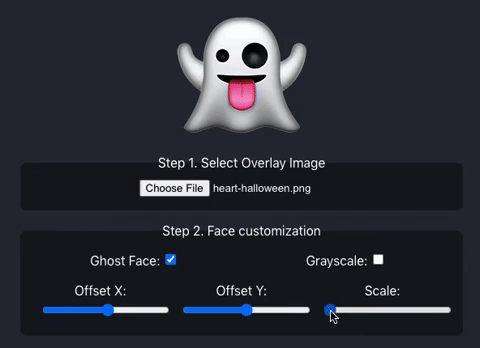 Step 1. Select Overlay Image
Choose File heart-halloween.png
Step 2. Face customization
Ghost Face: Grayscale:
Offset X: Offset Y: Scale: